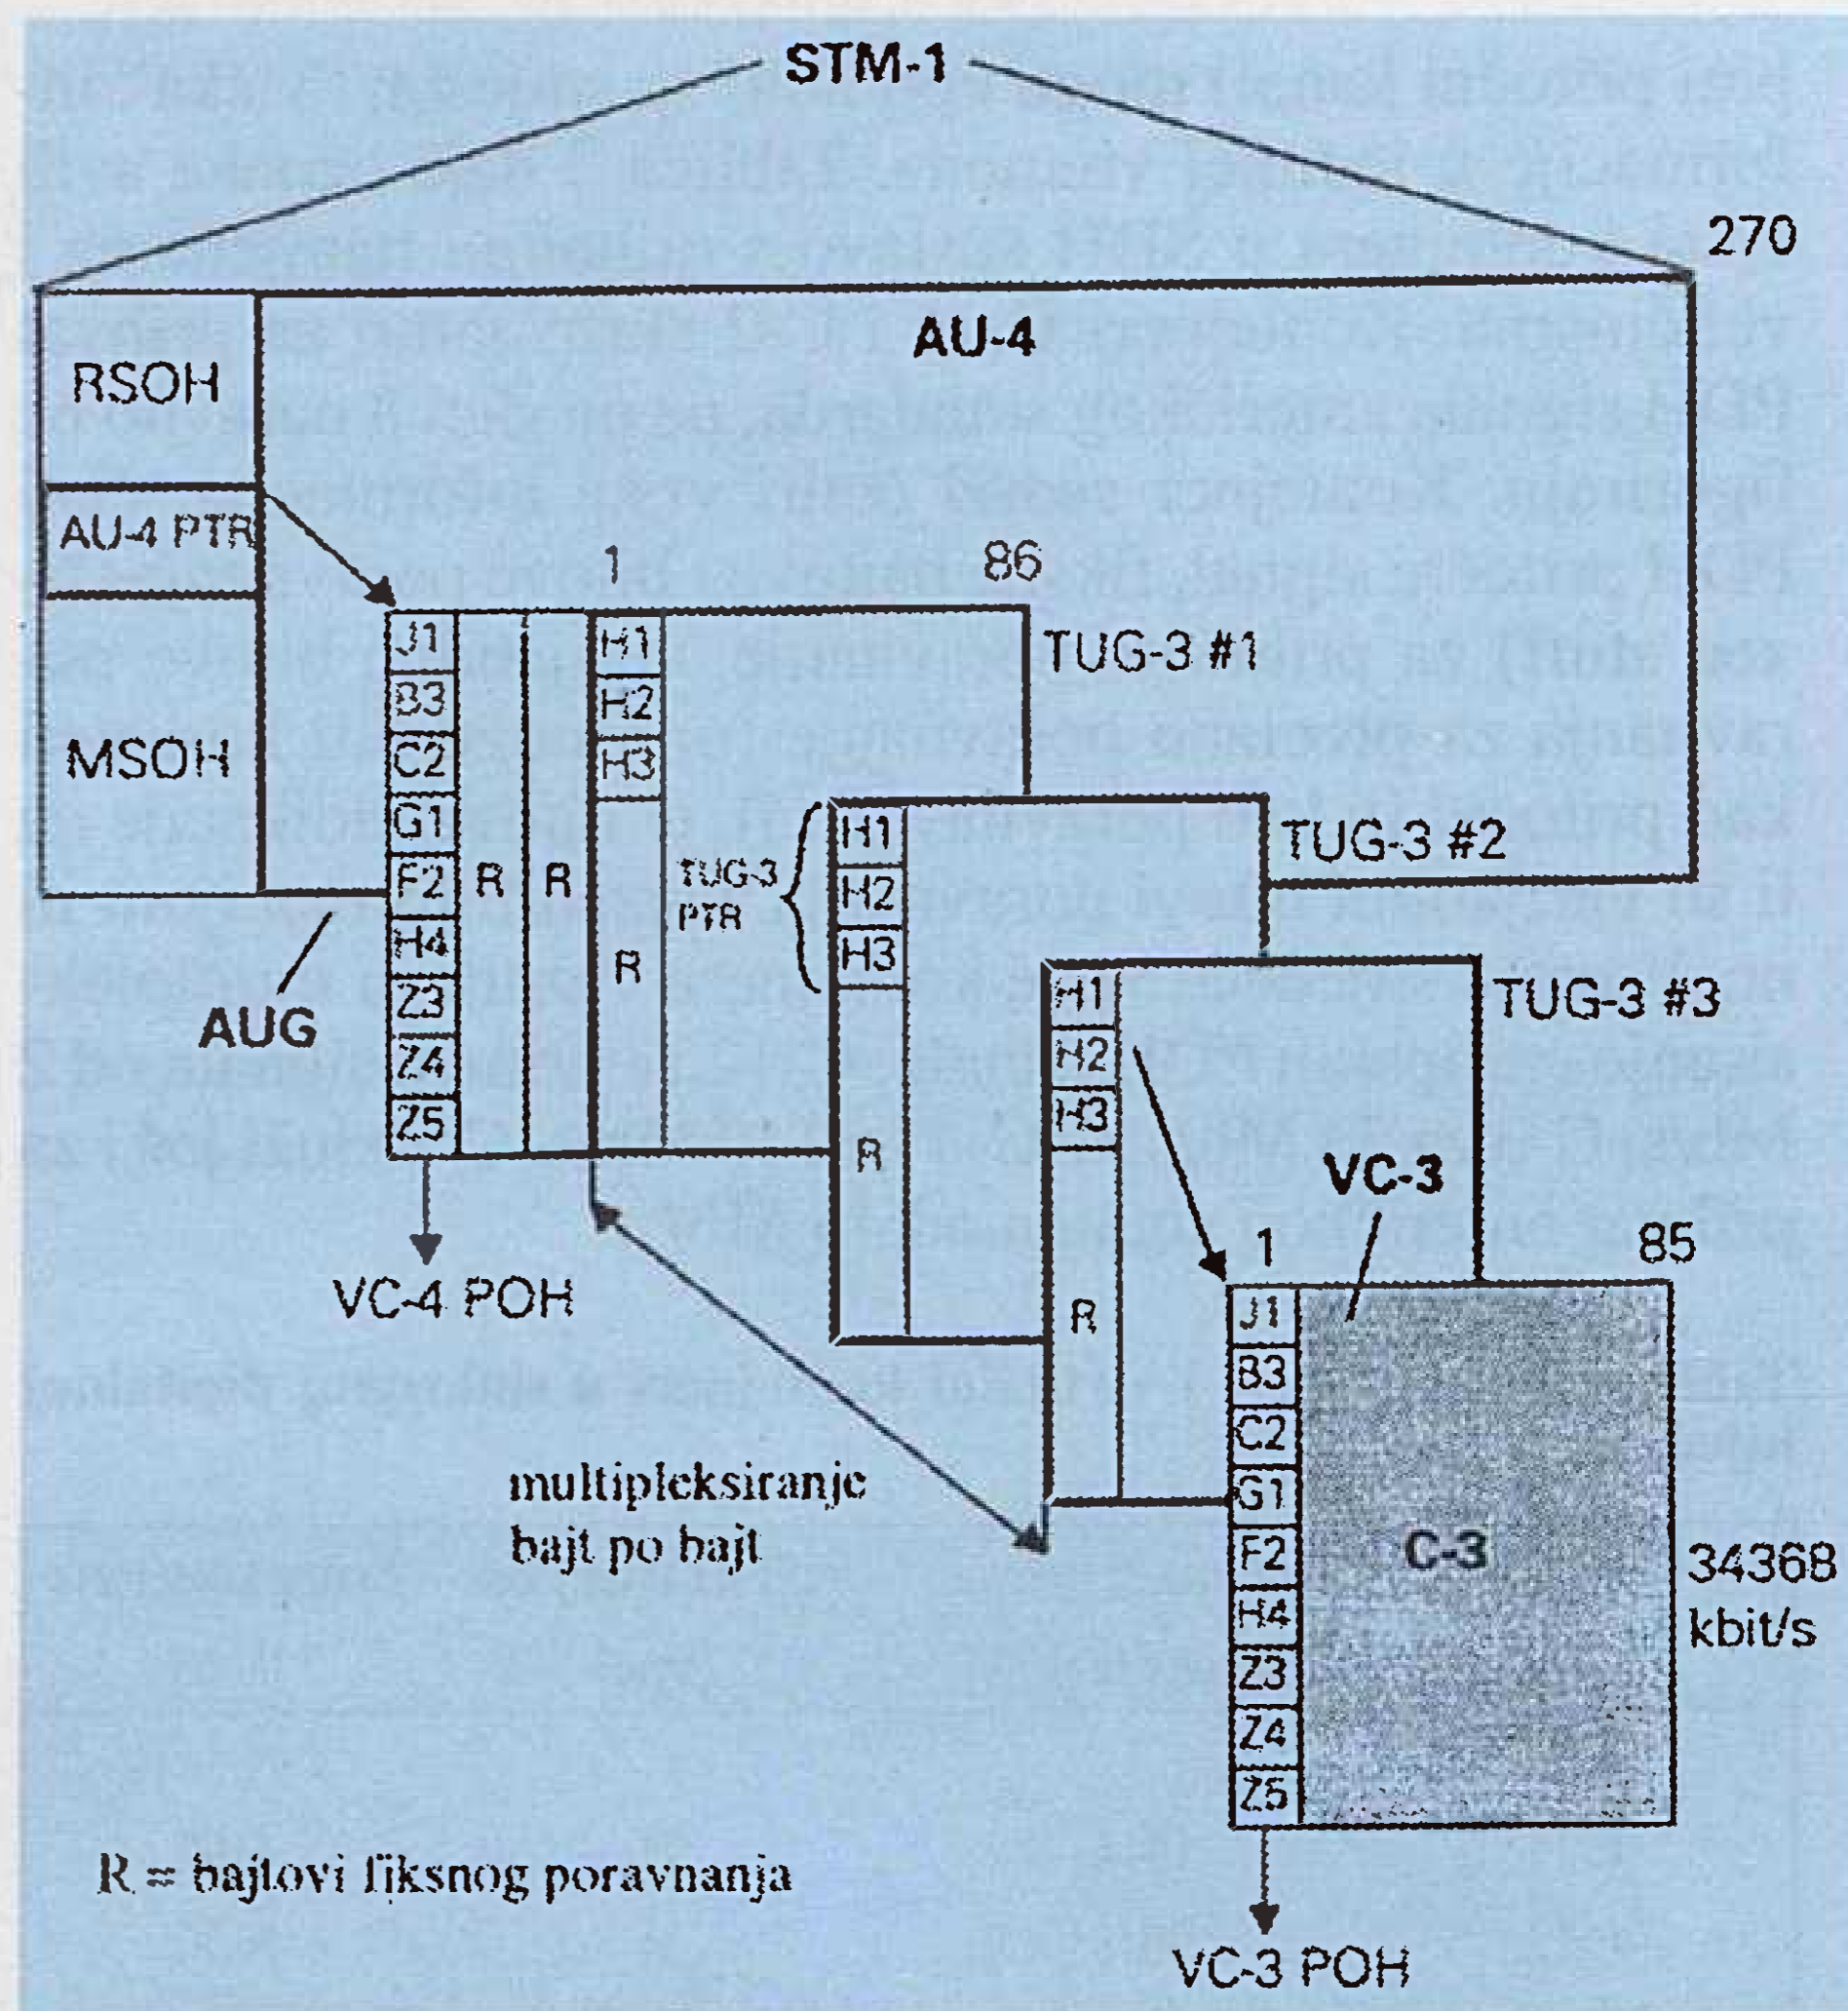 STM-1
270
AU-4
RSOH
AU-4 PTR
MSOH
AUG
1
86
J1
B3
C2
G1
F2
H4
Z3
Z4
Z5
R
R
VC-4 POH
H1
H2
H3
R
TUG-3 #1
TUG-3
PTR
H1
H2
H3
R
TUG-3 #2
H1
H2
H3
R
TUG-3 #3
multipleksiranje
bajt po bajt
VC-3
1
85
J1
B3
C2
G1
F2
H4
Z3
Z4
Z5
C-3
34368
kbit/s
VC-3 POH
R = bajtovi fiksnog poravnanja